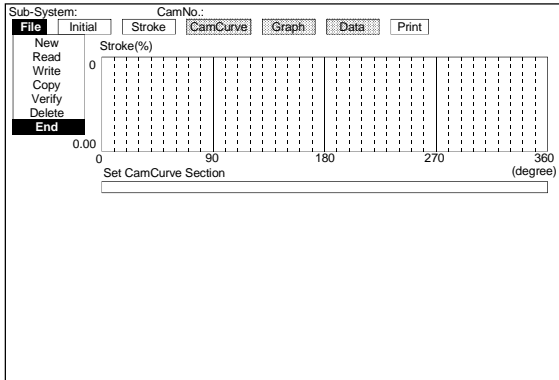 Sub-System: CamNo.:
File Initial Stroke CamCurve Graph Data Print
New
Read
Write
Copy
Verify
Delete
End
Stroke(%)
0
0.00
0 90 180 270 360
(degree)
Set CamCurve Section